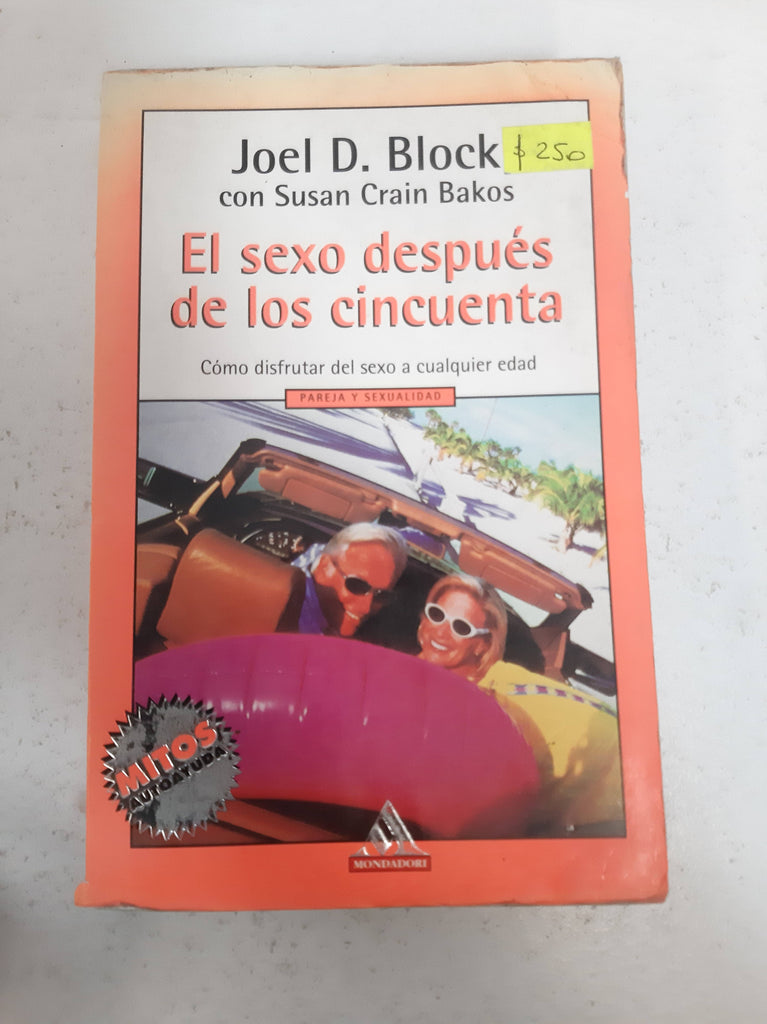 Joel D. Block
$ 250
con Susan Crain Bakos
El sexo después
de los cincuenta
Cómo disfrutar del sexo a cualquier edad
PAREJA Y SEXUALIDAD
MITOS
AUTOAYUDA
MONDADORI